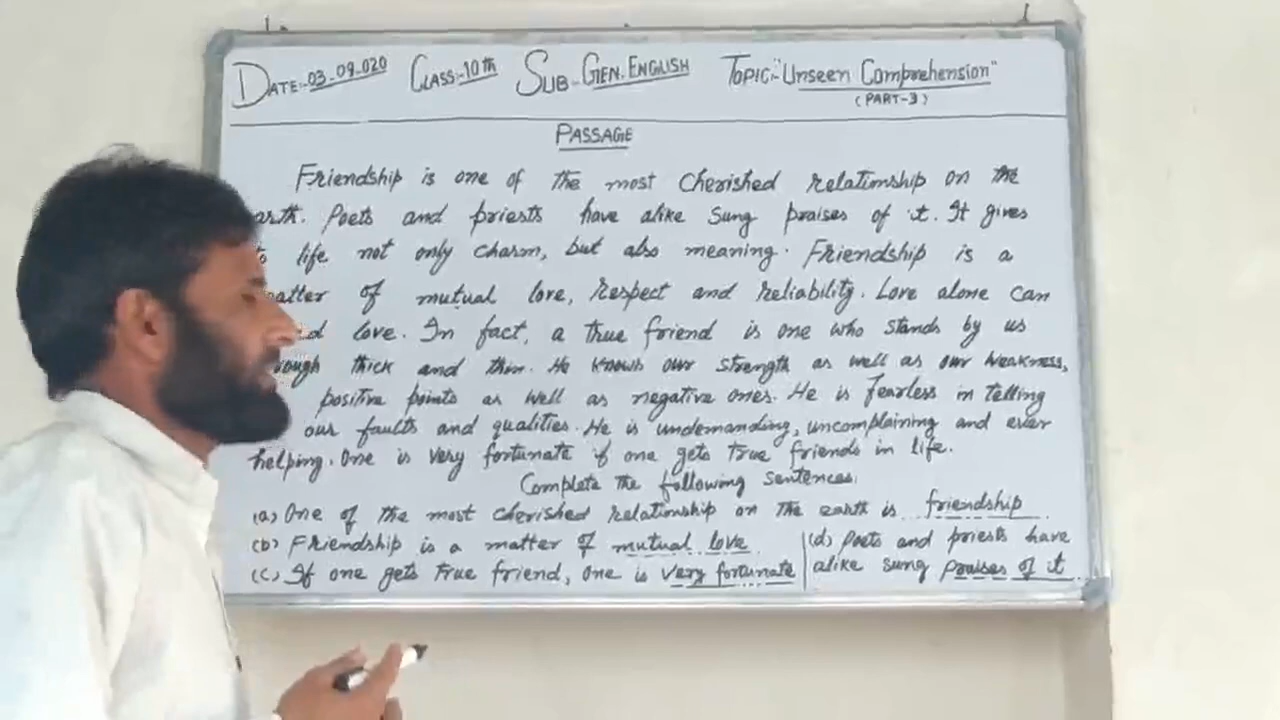 DATE:-03-09-020 CLASS:-10th SUB-GEN.ENGLISH TOPIC:-"Unseen Comprehension"
(PART-3)
PASSAGE
Friendship is one of the most cherished relationship on the
arth. Poets and priests have alike sung praises of it. It gives
to life not only charm, but also meaning. Friendship is a
matter of mutual love, respect and reliability. Love alone can
love. In fact, a true friend is one who stands by us
rough thick and thin. He knows our strength as well as our weakness,
positive points as well as negative ones. He is fearless in telling
our faults and qualities. He is undemanding, uncomplaining and ever
helping. One is very fortunate if one gets true friends in life.
Complete the following sentences.
(a) One of the most cherished relationship on the earth is friendship
(b) Friendship is a matter of mutual love
(c) If one gets true friend, one is very fortunate
(d) Poets and priests have
alike sung praises of it